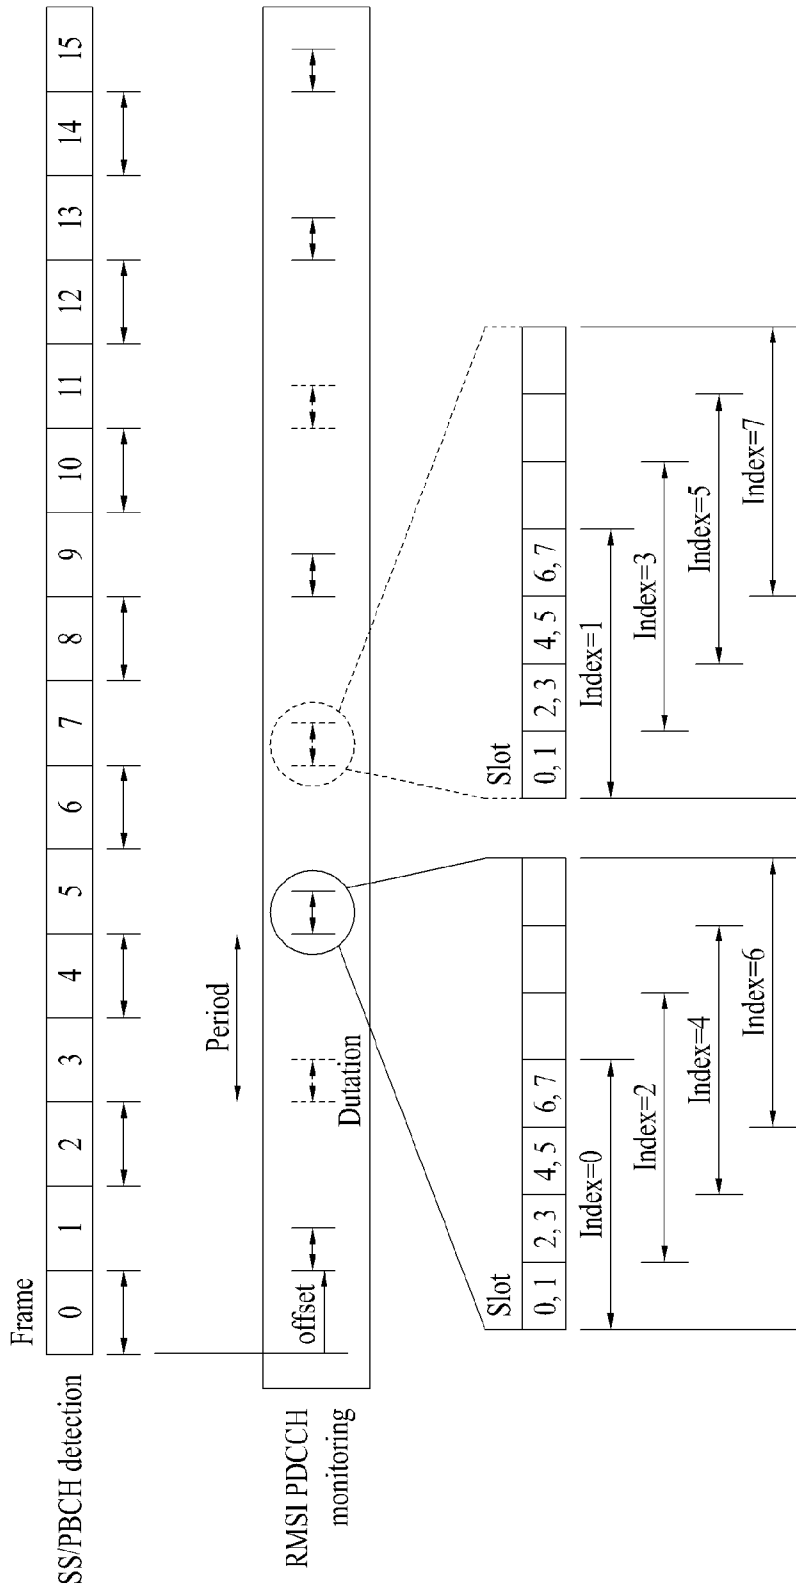 Frame
SS/PBCH detection
0 1 2 3 4 5 6 7 8 9 10 11 12 13 14 15
Period
RMSI PDCCH
monitoring
offset
Dutation
Slot
0, 1 2, 3 4, 5 6, 7
Index=0
Index=2
Index=4
Index=6
Slot
0, 1 2, 3 4, 5 6, 7
Index=1
Index=3
Index=5
Index=7